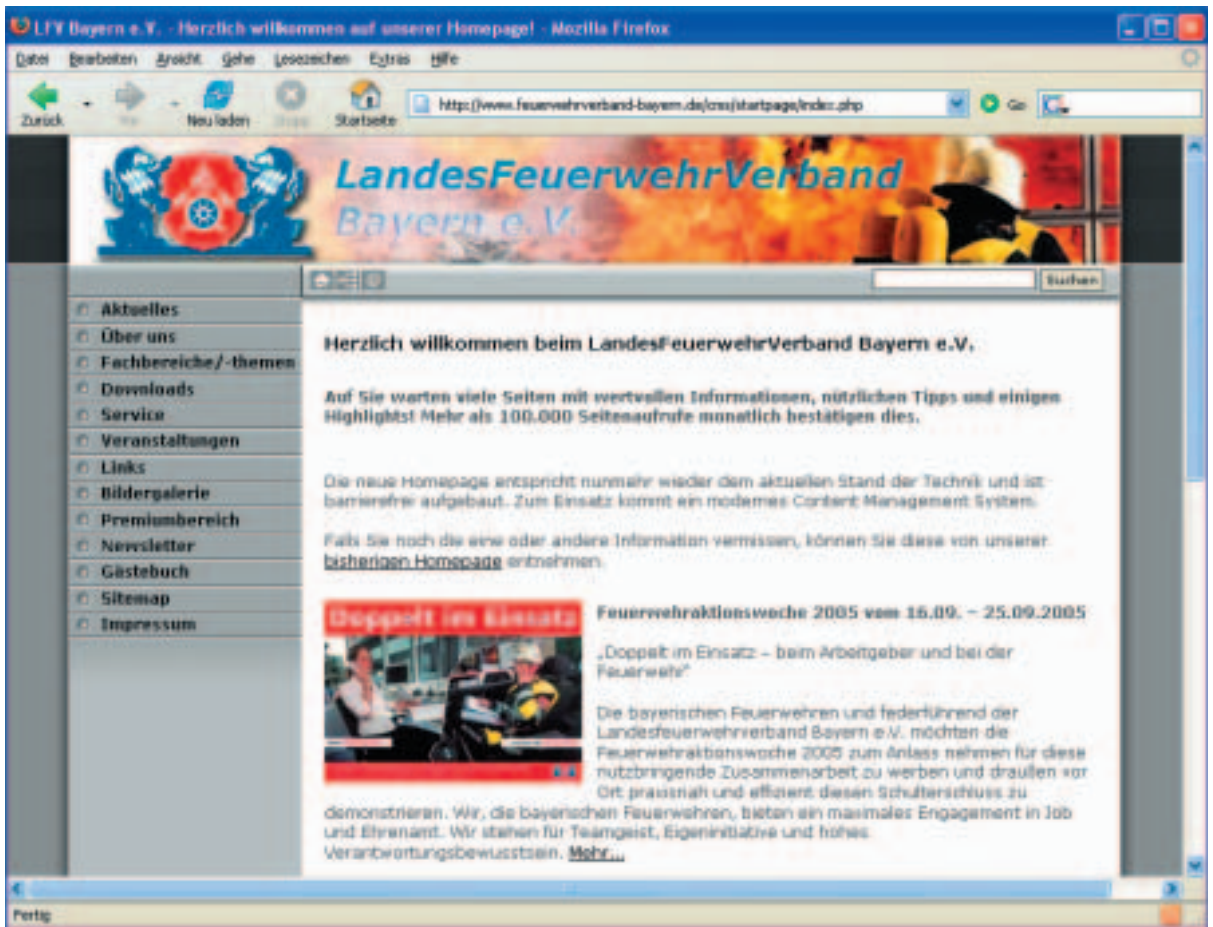 LFV Bayern e.V. - Herzlich willkommen auf unserer Homepage! - Mozilla Firefox
Datei Bearbeiten Ansicht Gehe Lesezeichen Extras Hilfe
Zurück Neu laden Startseite http://www.feuerwehrverband-bayern.de/cms/startpage/index.php Go
LandesFeuerwehrVerband
Bayern e.V.
Suchen
Aktuelles
Über uns
Fachbereiche/-themen
Downloads
Service
Veranstaltungen
Links
Bildergalerie
Premiumbereich
Newsletter
Gästebuch
Sitemap
Impressum
Herzlich willkommen beim LandesFeuerwehrVerband Bayern e.V.
Auf Sie warten viele Seiten mit wertvollen Informationen, nützlichen Tipps und einigen
Highlights! Mehr als 100.000 Seitenaufrufe monatlich bestätigen dies.
Die neue Homepage entspricht nunmehr wieder dem aktuellen Stand der Technik und ist
barrierefrei aufgebaut. Zum Einsatz kommt ein modernes Content Management System.
Falls Sie noch die eine oder andere Information vermissen, können Sie diese von unserer
bisherigen Homepage entnehmen.
Doppelt im Einsatz
Feuerwehraktionswoche 2005 vom 16.09. – 25.09.2005
„Doppelt im Einsatz – beim Arbeitgeber und bei der
Feuerwehr"
Die bayerischen Feuerwehren und federführend der
Landesfeuerwehrverband Bayern e.V. möchten die
Feuerwehraktionswoche 2005 zum Anlass nehmen für diese
nutzbringende Zusammenarbeit zu werben und draußen vor
Ort praxisnah und effizient diesen Schulterschluss zu
demonstrieren. Wir, die bayerischen Feuerwehren, bieten ein maximales Engagement in Job
und Ehrenamt. Wir stehen für Teamgeist, Eigeninitiative und hohes
Verantwortungsbewusstsein. Mehr...
Fertig